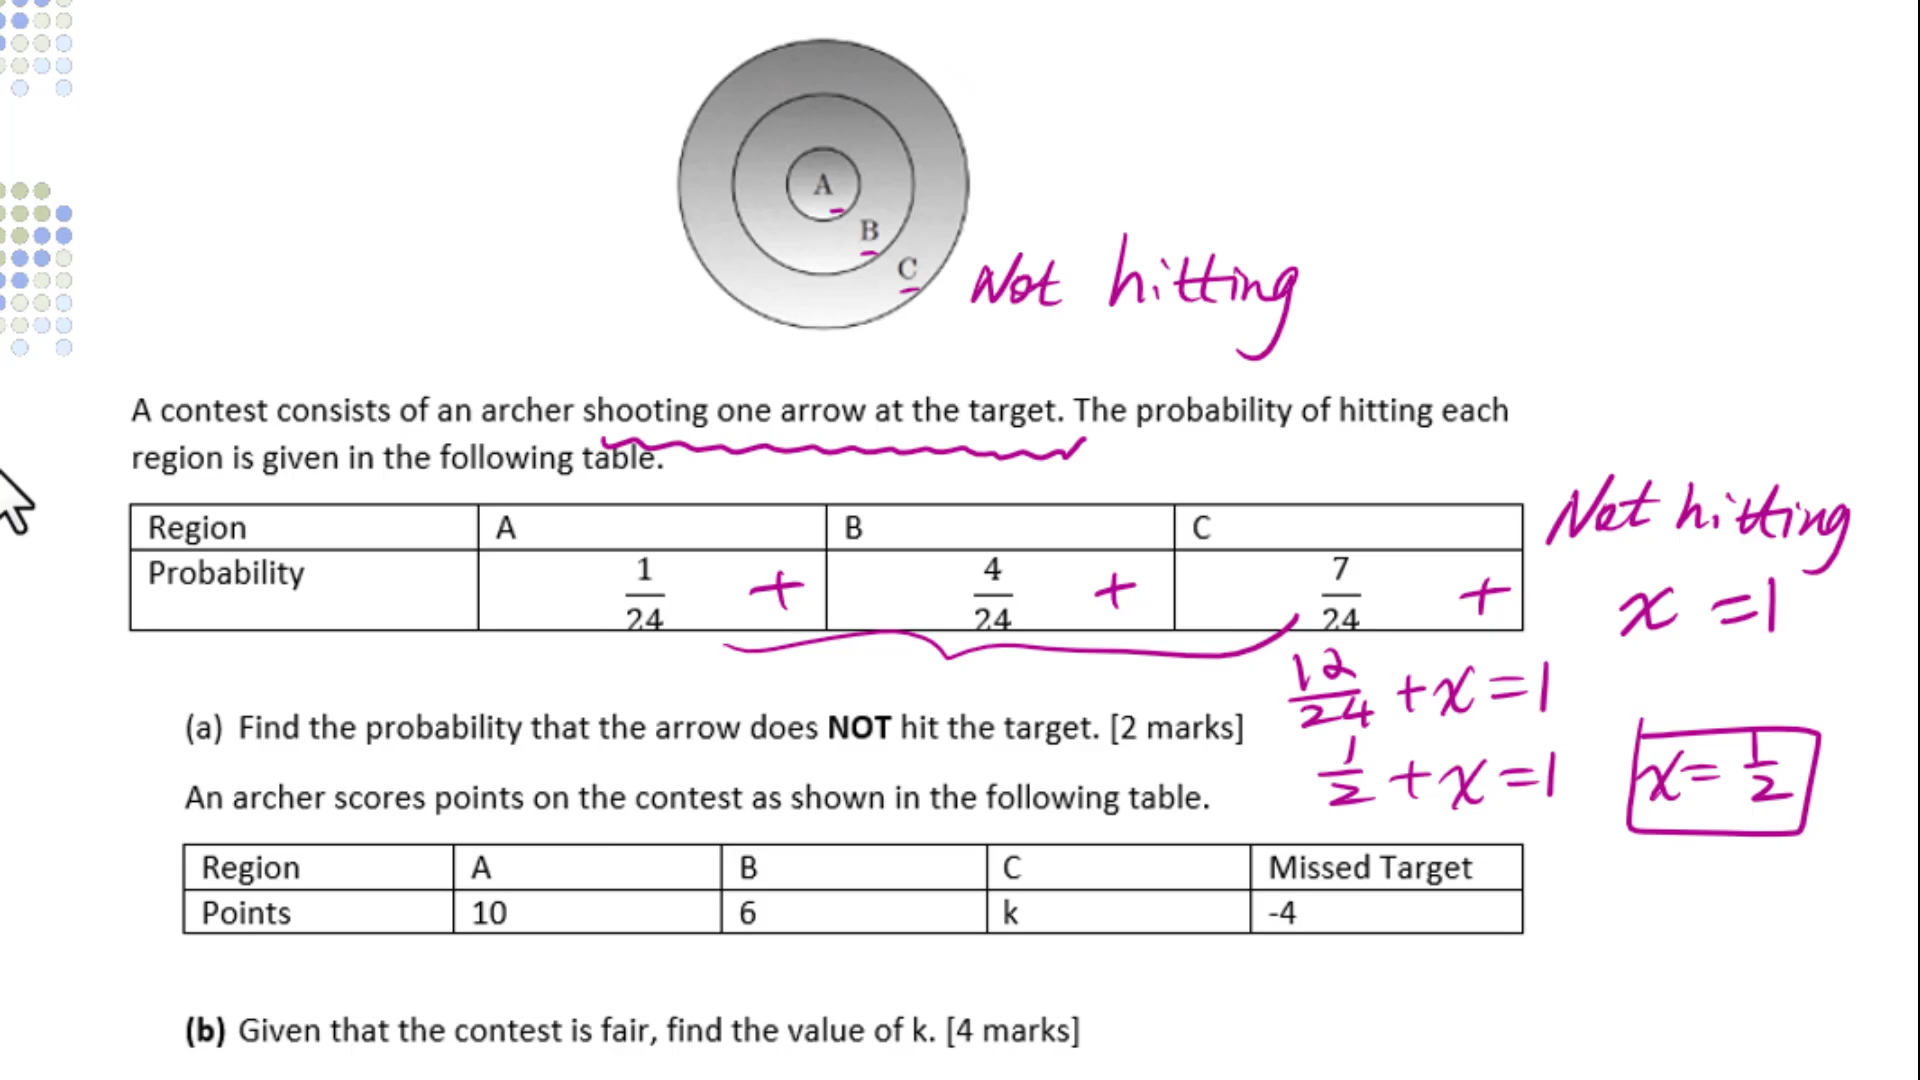 A
B
C
Not hitting
A contest consists of an archer shooting one arrow at the target. The probability of hitting each
region is given in the following table.
Region A B C Not hitting
Probability 1/24 + 4/24 + 7/24 + x = 1
12/24 + x = 1
(a) Find the probability that the arrow does NOT hit the target. [2 marks]
1/2 + x = 1 x = 1/2
An archer scores points on the contest as shown in the following table.
Region A B C Missed Target
Points 10 6 k -4
(b) Given that the contest is fair, find the value of k. [4 marks]